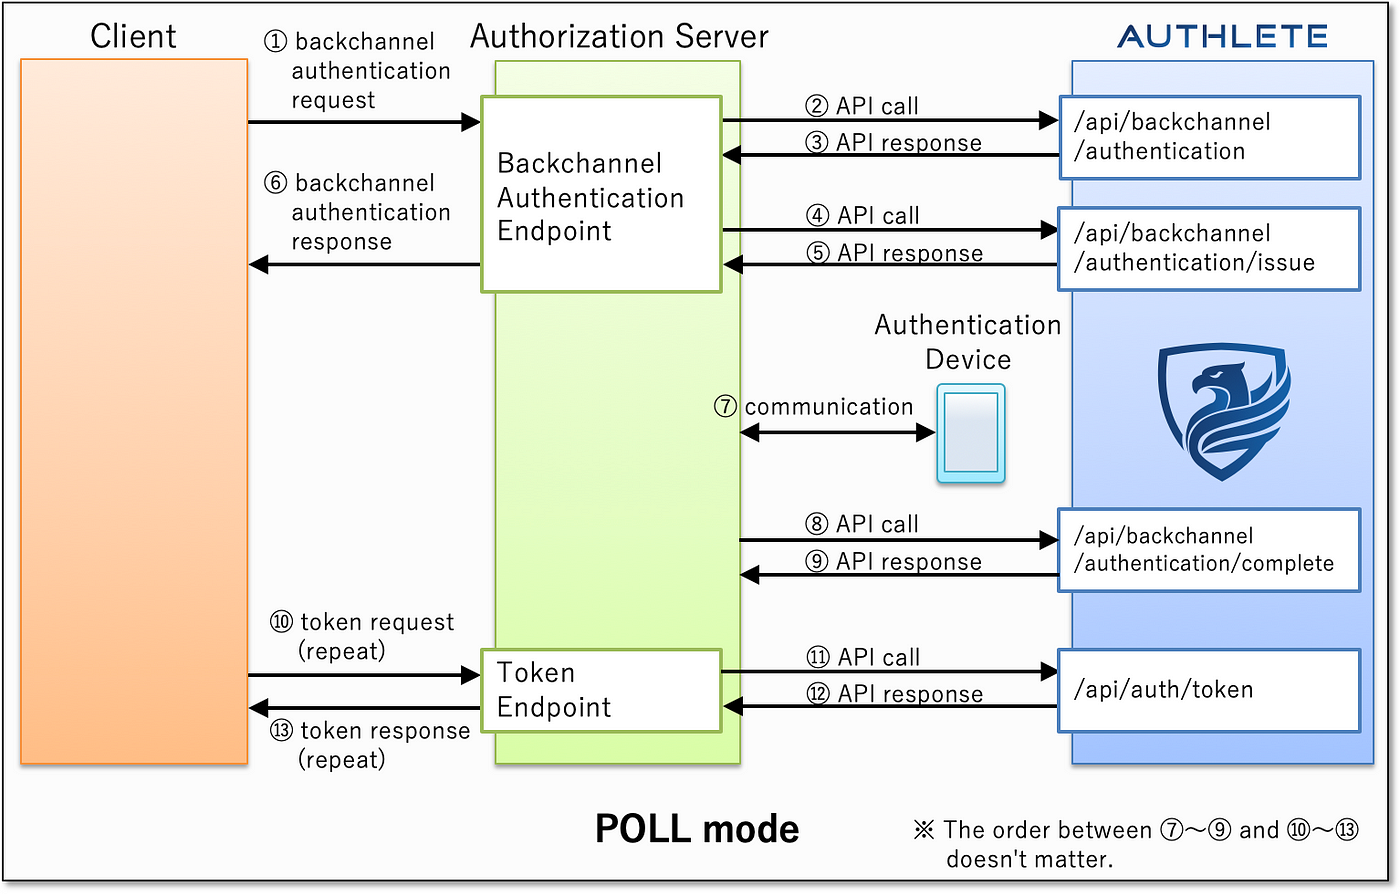 Client
Authorization Server
AUTHLETE
① backchannel
authentication
request
② API call
③ API response
/api/backchannel
/authentication
Backchannel
Authentication
Endpoint
④ API call
⑤ API response
/api/backchannel
/authentication/issue
⑥ backchannel
authentication
response
Authentication
Device
⑦ communication
⑧ API call
⑨ API response
/api/backchannel
/authentication/complete
⑩ token request
(repeat)
Token
Endpoint
⑪ API call
⑫ API response
/api/auth/token
⑬ token response
(repeat)
POLL mode
※ The order between ⑦～⑨ and ⑩～⑬
doesn't matter.